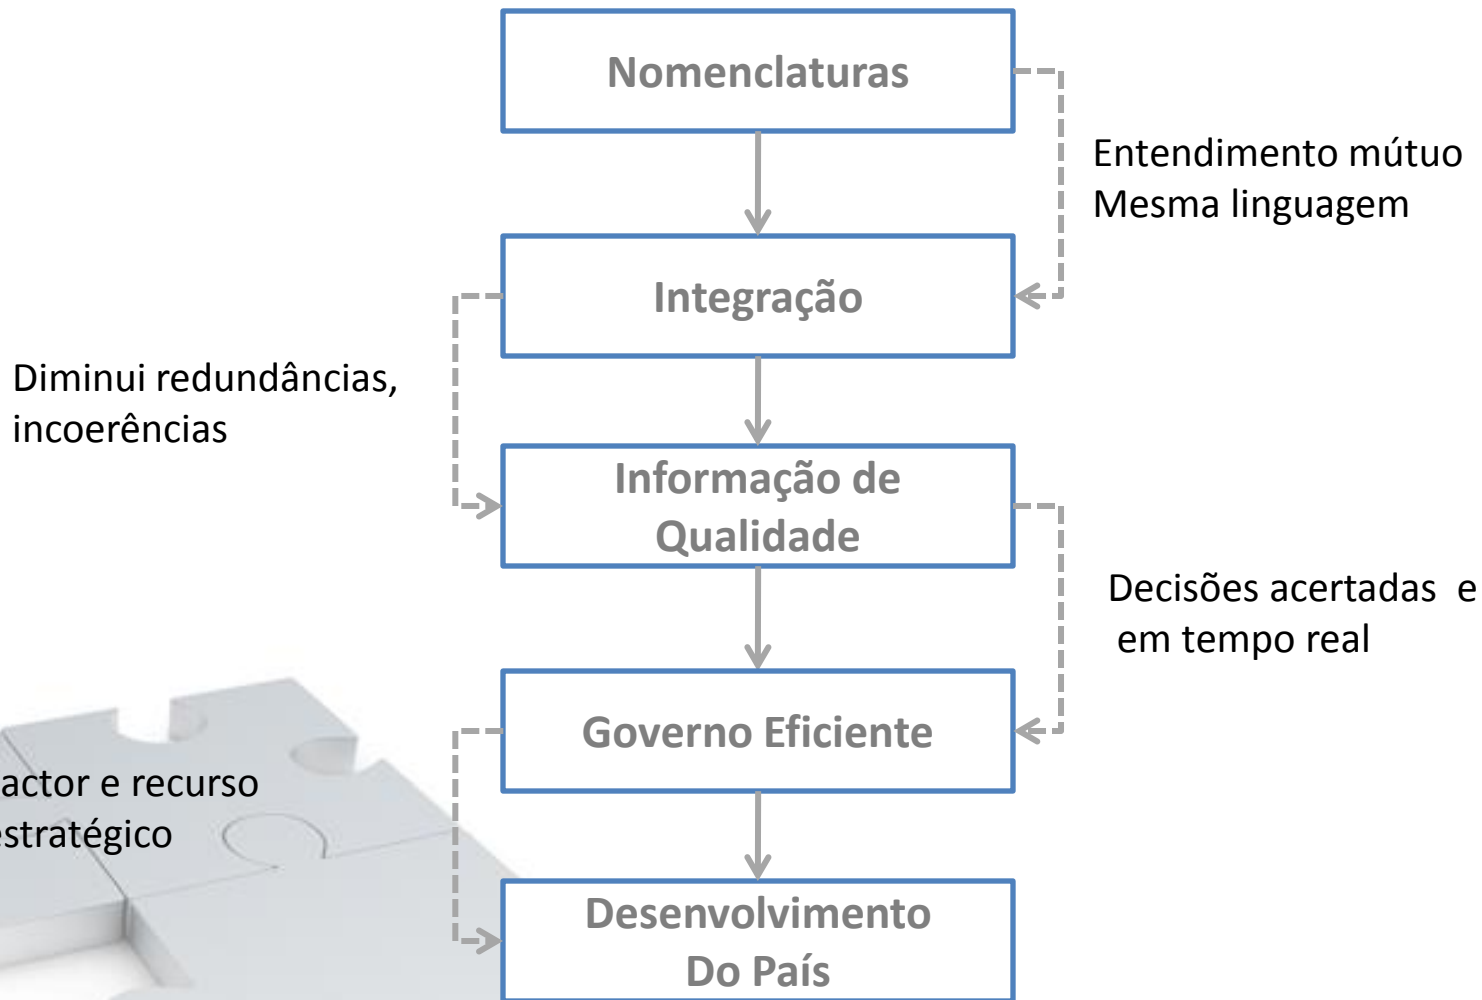 Nomenclaturas
Entendimento mútuo
Mesma linguagem
Integração
Diminui redundâncias,
incoerências
Informação de
Qualidade
Decisões acertadas e
em tempo real
Governo Eficiente
actor e recurso
estratégico
Desenvolvimento
Do País